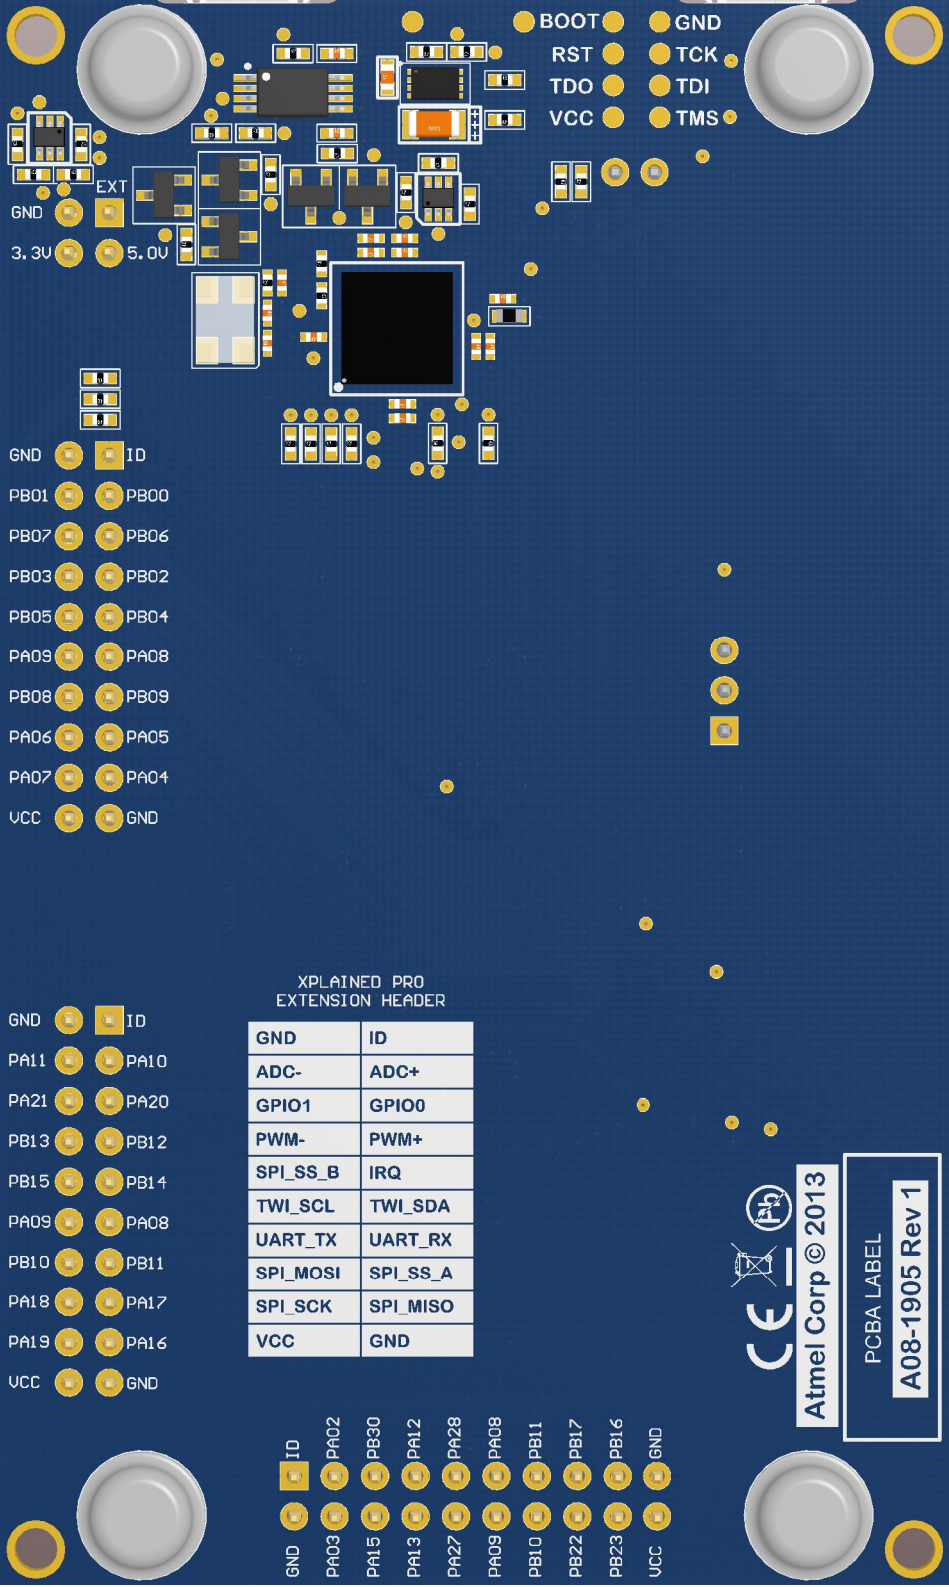 BOOT GND
RST TCK
TDO TDI
VCC TMS
EXT
GND
3.3V 5.0V
GND ID
PB01 PB00
PB07 PB06
PB03 PB02
PB05 PB04
PA09 PA08
PB08 PB09
PA06 PA05
PA07 PA04
VCC GND
XPLAINED PRO
EXTENSION HEADER
GND ID
ADC- ADC+
GPIO1 GPIO0
PWM- PWM+
SPI_SS_B IRQ
TWI_SCL TWI_SDA
UART_TX UART_RX
SPI_MOSI SPI_SS_A
SPI_SCK SPI_MISO
VCC GND
GND ID
PA11 PA10
PA21 PA20
PB13 PB12
PB15 PB14
PA09 PA08
PB10 PB11
PA18 PA17
PA19 PA16
VCC GND
Pb
CE
Atmel Corp © 2013
PCBA LABEL
A08-1905 Rev 1
ID PA02 PB30 PA12 PA28 PA08 PB11 PB17 PB16 GND
GND PA03 PA15 PA13 PA27 PA09 PB10 PB22 PB23 VCC